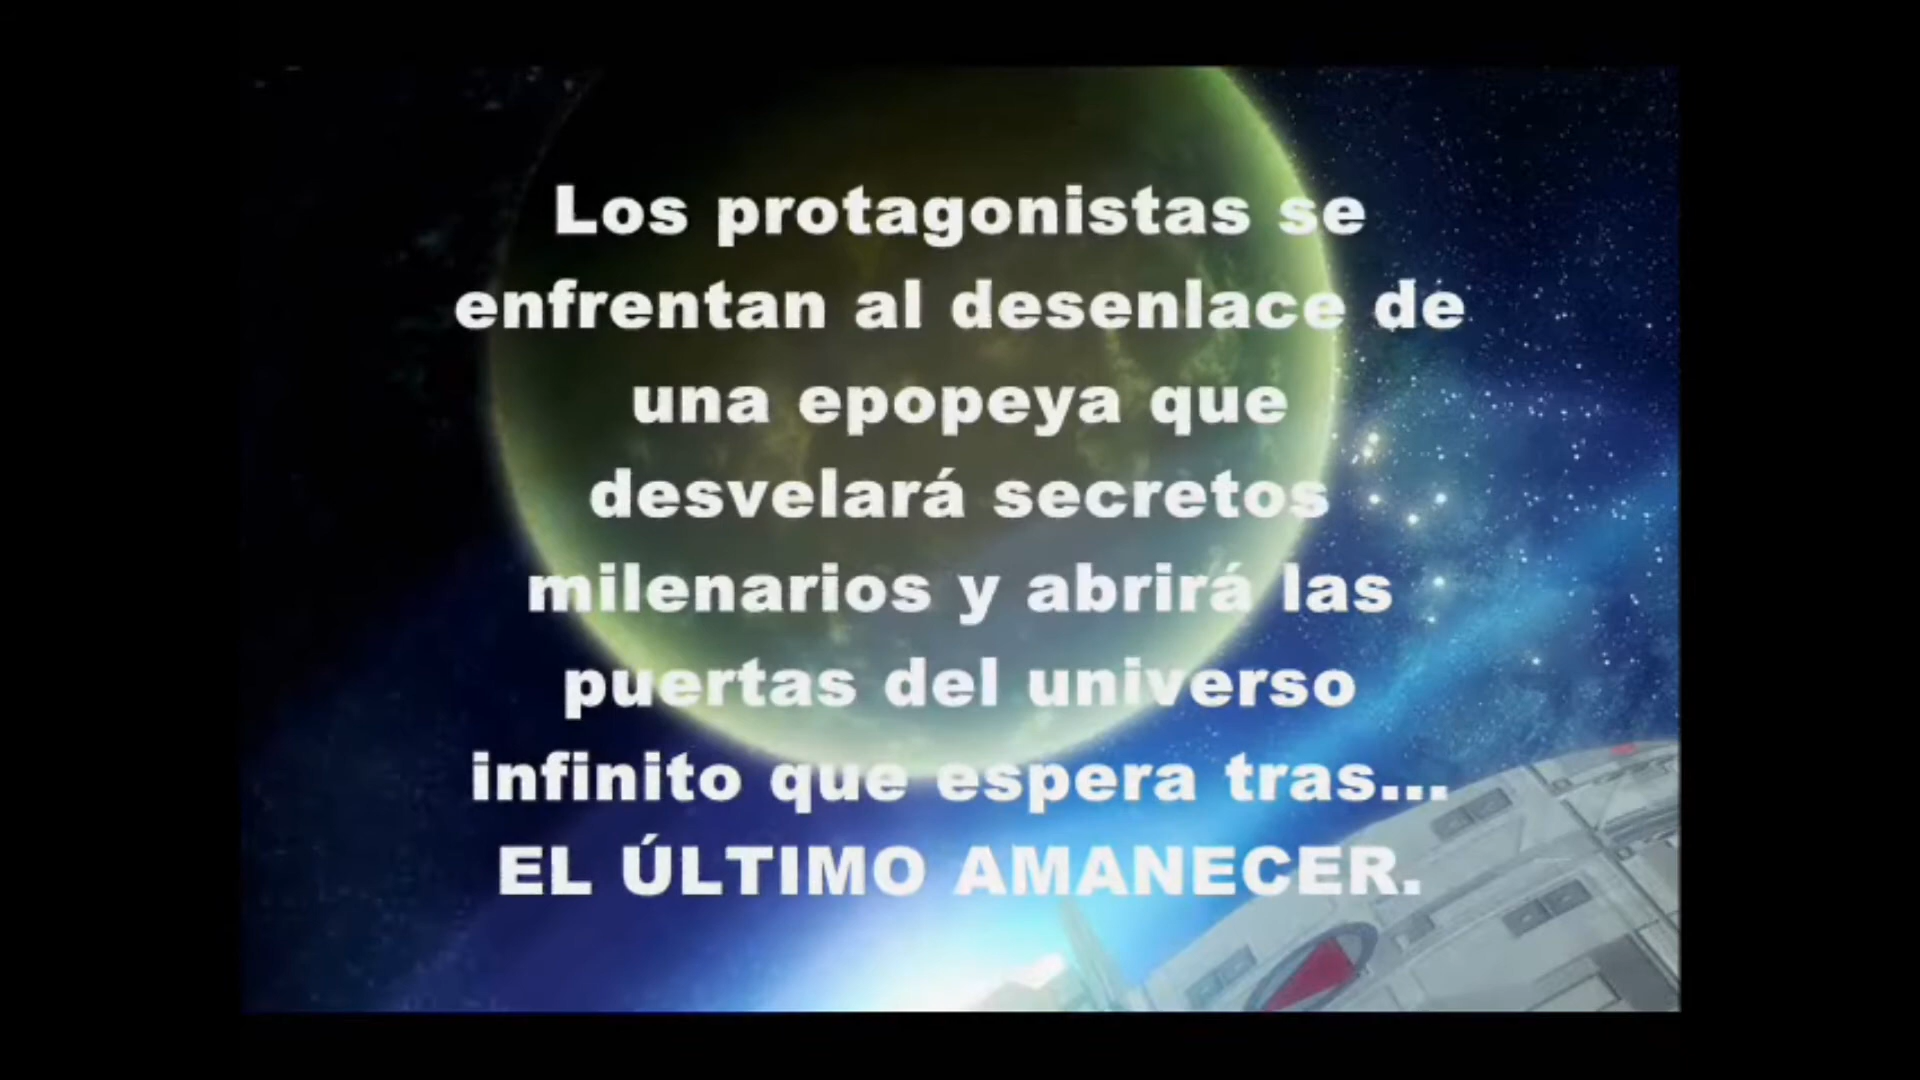 Los protagonistas se
enfrentan al desenlace de
una epopeya que
desvelará secretos
milenarios y abrirá las
puertas del universo
infinito que espera tras...
EL ÚLTIMO AMANECER.